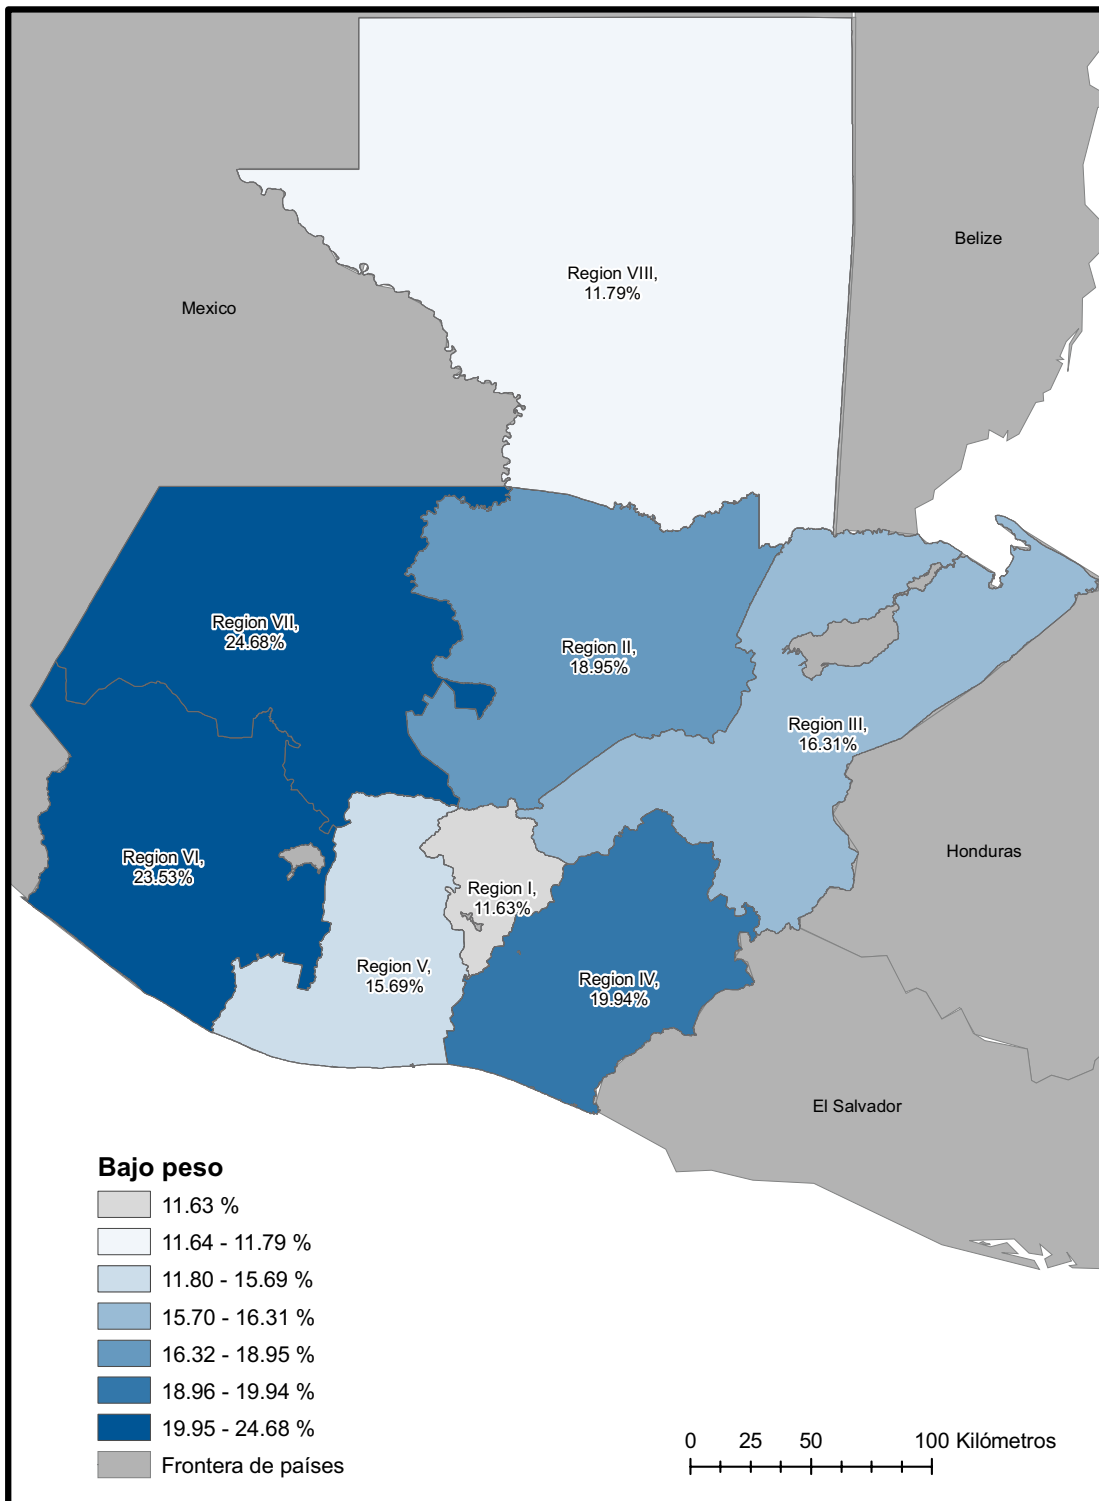 Belize
Region VIII,
11.79%
Mexico
Region VII,
24.68%
Region II,
18.95%
Region III,
16.31%
Region VI,
23.53%
Region I,
11.63%
Honduras
Region V,
15.69%
Region IV,
19.94%
El Salvador
Bajo peso
11.63 %
11.64 - 11.79 %
11.80 - 15.69 %
15.70 - 16.31 %
16.32 - 18.95 %
18.96 - 19.94 %
19.95 - 24.68 %
Frontera de países
0 25 50 100 Kilómetros